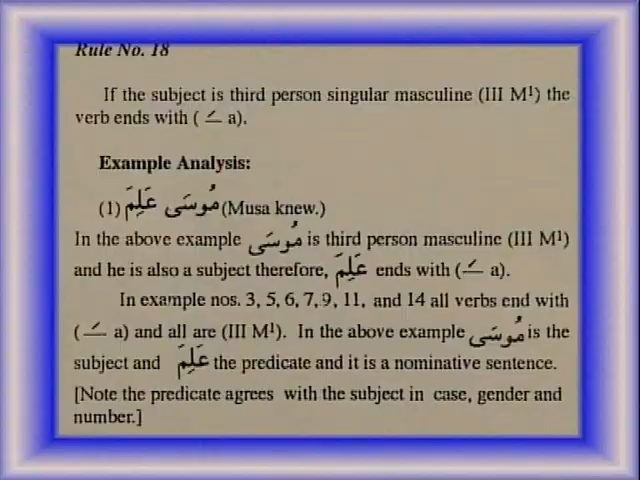 Rule No. 18
If the subject is third person singular masculine (III M¹) the
verb ends with ( ـَ a).
Example Analysis:
(1) مُوسَى عَلِمَ (Musa knew.)
In the above example مُوسَى is third person masculine (III M¹)
and he is also a subject therefore, عَلِمَ ends with (ـَ a).
In example nos. 3, 5, 6, 7,9, 11, and 14 all verbs end with
(ـَ a) and all are (III M¹). In the above example مُوسَى is the
subject and عَلِمَ the predicate and it is a nominative sentence.
[Note the predicate agrees with the subject in case, gender and
number.]